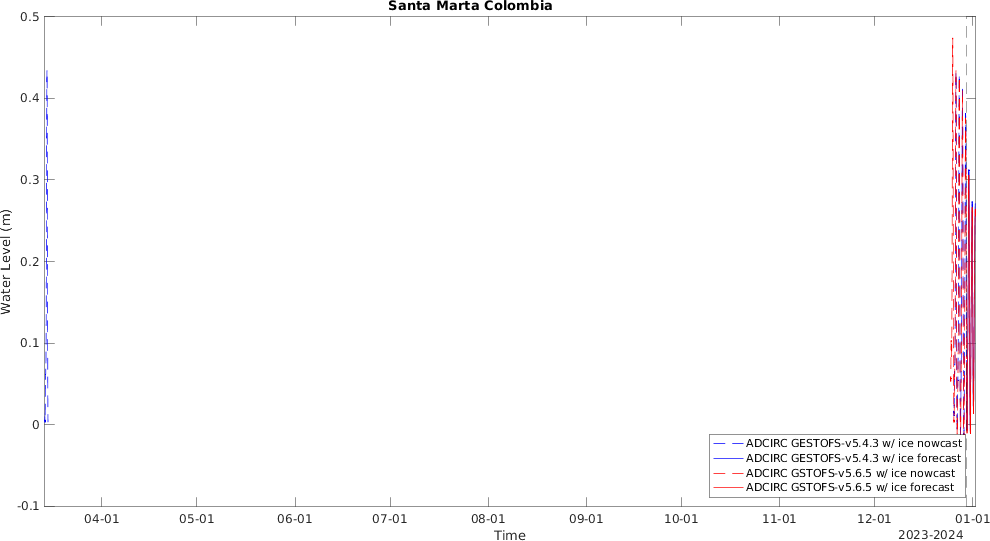 Santa Marta Colombia
0.5
0.4
0.3
0.2
0.1
0
-0.1
Water Level (m)
ADCIRC GESTOFS-v5.4.3 w/ ice nowcast
ADCIRC GESTOFS-v5.4.3 w/ ice forecast
ADCIRC GSTOFS-v5.6.5 w/ ice nowcast
ADCIRC GSTOFS-v5.6.5 w/ ice forecast
04-01 05-01 06-01 07-01 08-01 09-01 10-01 11-01 12-01 01-01
2023-2024
Time